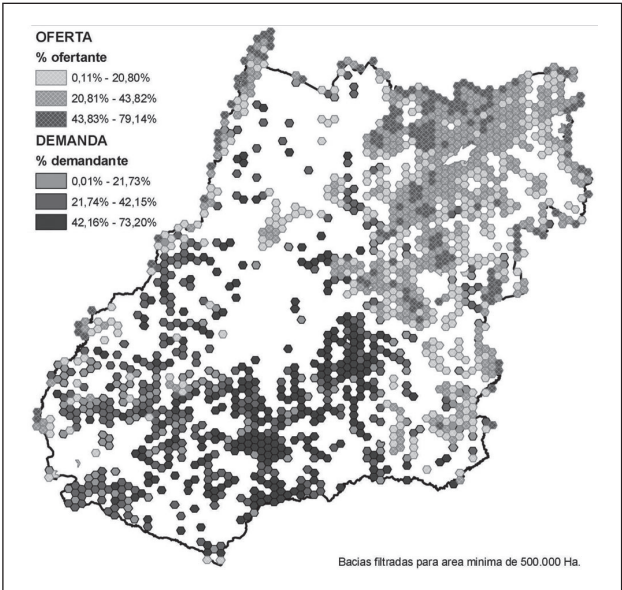 OFERTA
% ofertante
0,11% - 20,80%
20,81% - 43,82%
43,83% - 79,14%
DEMANDA
% demandante
0,01% - 21,73%
21,74% - 42,15%
42,16% - 73,20%
Bacias filtradas para area minima de 500.000 Ha.